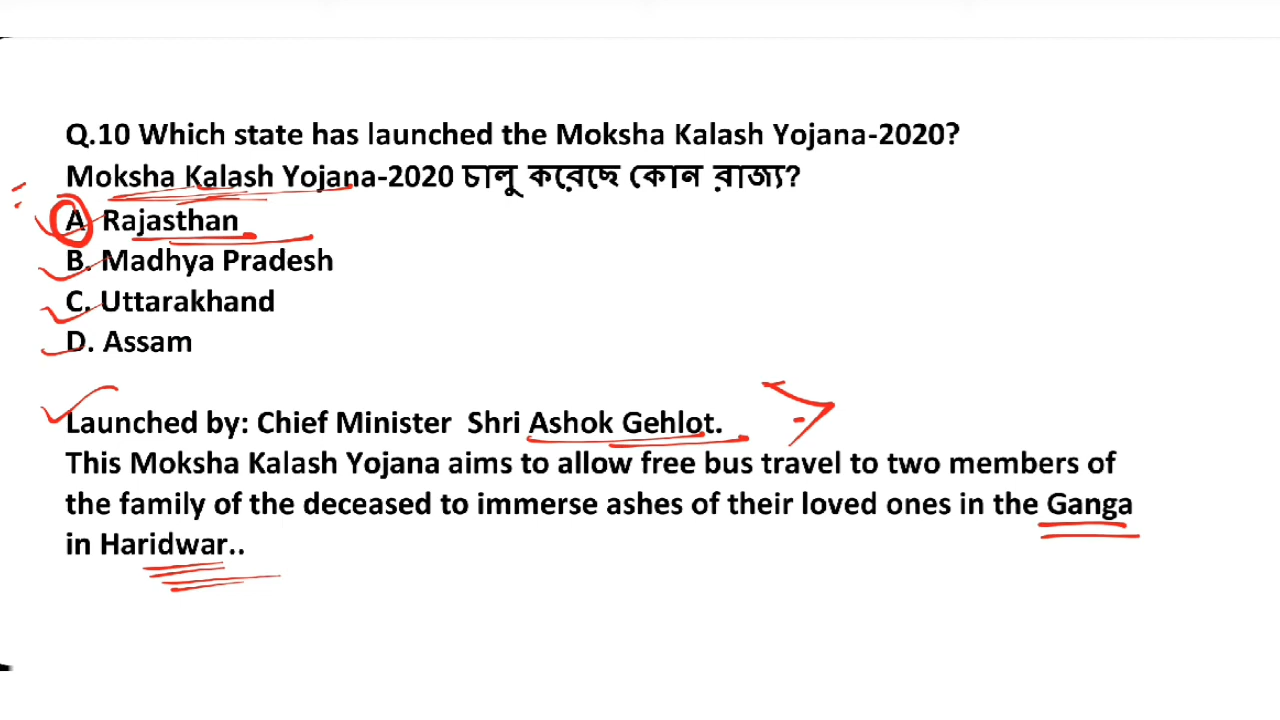 Q.10 Which state has launched the Moksha Kalash Yojana-2020?
Moksha Kalash Yojana-2020 চালু করেছে কোন রাজ্য?
A Rajasthan
B. Madhya Pradesh
C. Uttarakhand
D. Assam
Launched by: Chief Minister Shri Ashok Gehlot.
This Moksha Kalash Yojana aims to allow free bus travel to two members of
the family of the deceased to immerse ashes of their loved ones in the Ganga
in Haridwar..